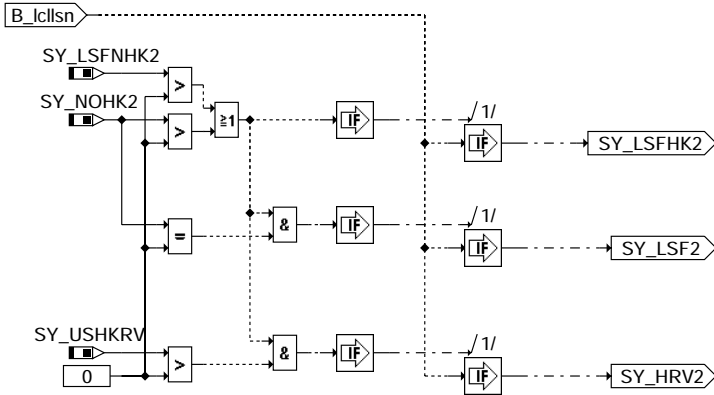 B_lcllsn
SY_LSFNHK2
>
SY_NOHK2
>
≥1
IF
/1/
IF
SY_LSFHK2
=
&
IF
/1/
IF
SY_LSF2
SY_USHKRV
>
0
&
IF
/1/
IF
SY_HRV2